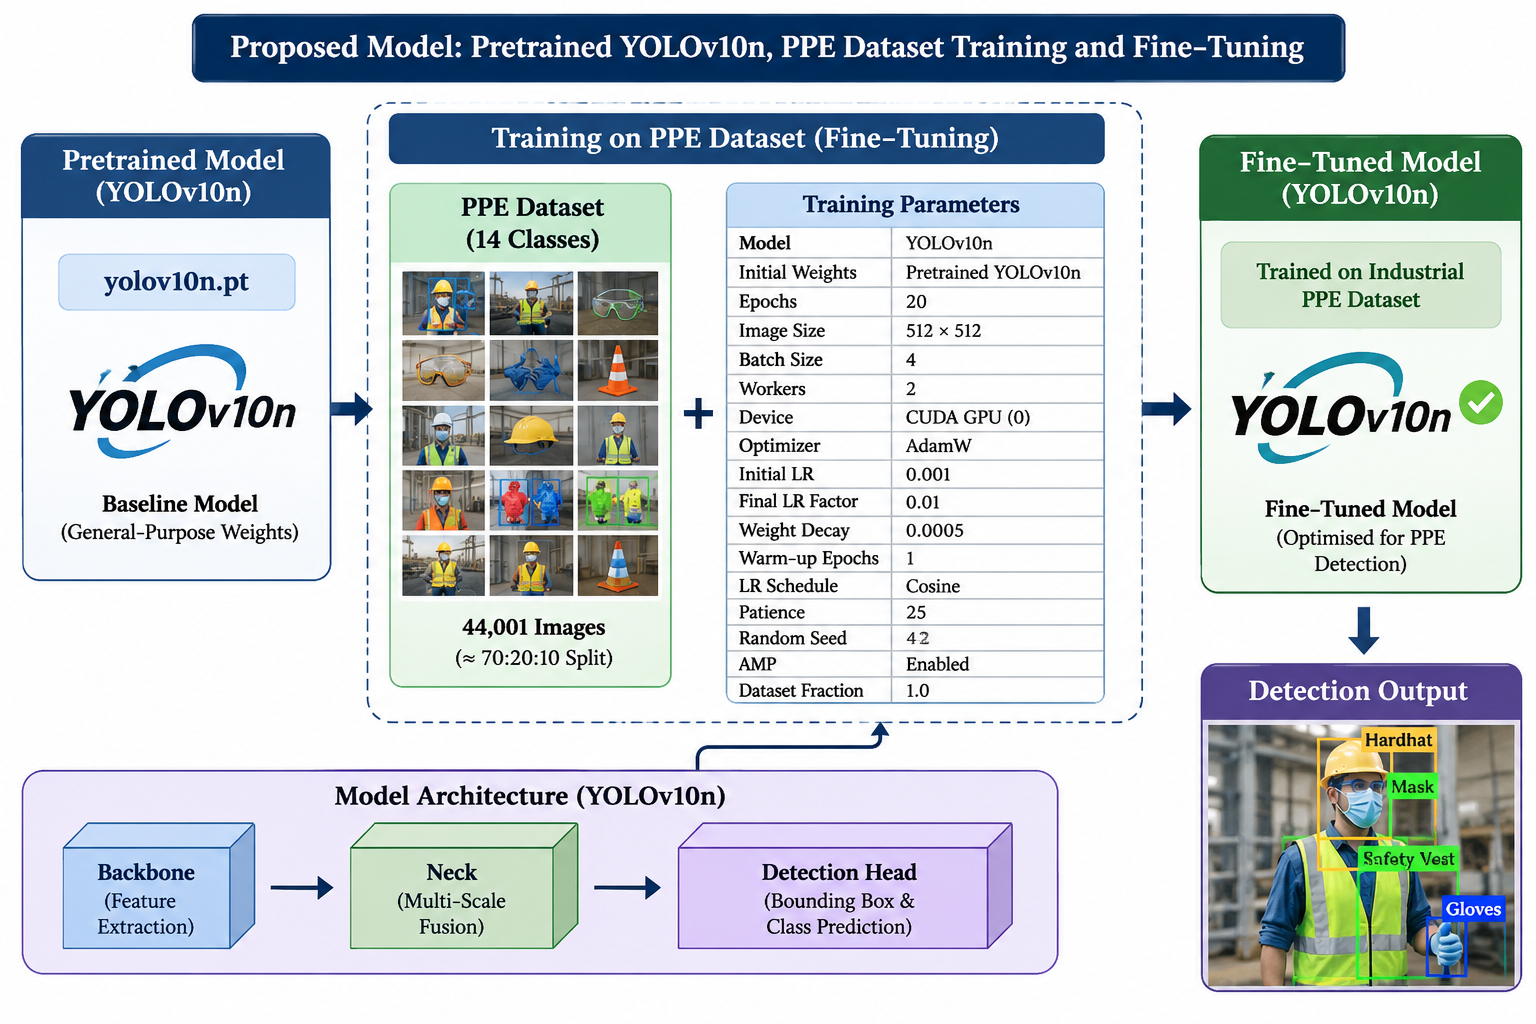 Proposed Model: Pretrained YOLOv10n, PPE Dataset Training and Fine-Tuning
Pretrained Model
(YOLOv10n)
yolov10n.pt
YOLOv10n
Baseline Model
(General-Purpose Weights)
Training on PPE Dataset (Fine-Tuning)
PPE Dataset
(14 Classes)
44,001 Images
(≈ 70:20:10 Split)
+
Training Parameters
Model YOLOv10n
Initial Weights Pretrained YOLOv10n
Epochs 20
Image Size 512 × 512
Batch Size 4
Workers 2
Device CUDA GPU (0)
Optimizer AdamW
Initial LR 0.001
Final LR Factor 0.01
Weight Decay 0.0005
Warm-up Epochs 1
LR Schedule Cosine
Patience 25
Random Seed 42
AMP Enabled
Dataset Fraction 1.0
Fine-Tuned Model
(YOLOv10n)
Trained on Industrial
PPE Dataset
YOLOv10n
Fine-Tuned Model
(Optimised for PPE
Detection)
Detection Output
Hardhat
Mask
Safety Vest
Gloves
Model Architecture (YOLOv10n)
Backbone
(Feature
Extraction)
Neck
(Multi-Scale
Fusion)
Detection Head
(Bounding Box &
Class Prediction)